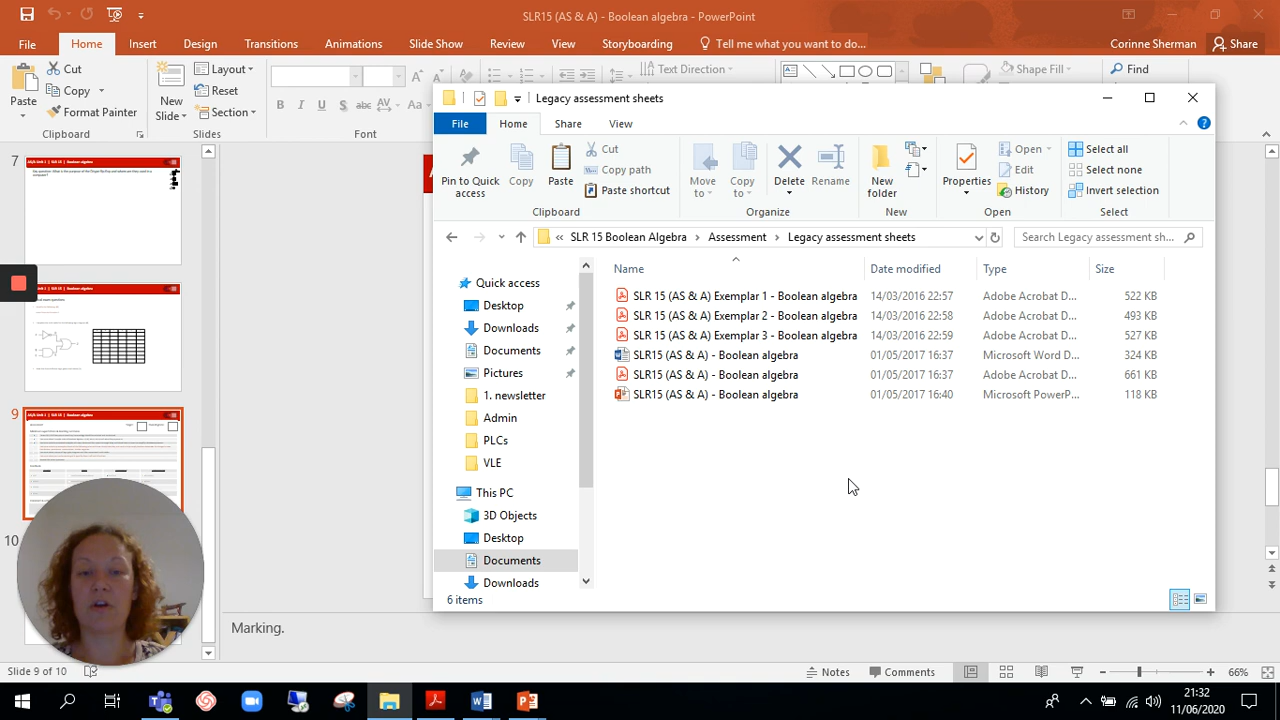 SLR15 (AS & A) - Boolean algebra - PowerPoint
File Home Insert Design Transitions Animations Slide Show Review View Storyboarding Tell me what you want to do... Corinne Sherman Share
Paste
Cut
Copy
Format Painter
Clipboard
New Slide
Layout
Reset
Section
Slides
B I U S abc AV Aa
Font
Text Direction
Shape Fill
Find
7
AS/A Unit 1 | SLR 15 | Boolean algebra
9
10
Legacy assessment sheets
File Home Share View
Pin to Quick access
Copy
Paste
Cut
Copy path
Paste shortcut
Clipboard
Move to
Copy to
Delete
Rename
Organize
New folder
New
Properties
Open
Edit
History
Open
Select all
Select none
Invert selection
Select
« SLR 15 Boolean Algebra > Assessment > Legacy assessment sheets
Search Legacy assessment sh...
Name Date modified Type Size
SLR 15 (AS & A) Exemplar 1 - Boolean algebra 14/03/2016 22:57 Adobe Acrobat D... 522 KB
SLR 15 (AS & A) Exemplar 2 - Boolean algebra 14/03/2016 22:58 Adobe Acrobat D... 493 KB
SLR 15 (AS & A) Exemplar 3 - Boolean algebra 14/03/2016 22:59 Adobe Acrobat D... 527 KB
SLR15 (AS & A) - Boolean algebra 01/05/2017 16:37 Microsoft Word D... 324 KB
SLR15 (AS & A) - Boolean algebra 01/05/2017 16:37 Adobe Acrobat D... 661 KB
SLR15 (AS & A) - Boolean algebra 01/05/2017 16:40 Microsoft PowerP... 118 KB
Quick access
Desktop
Downloads
Documents
Pictures
1. newsletter
Admin
PLCs
VLE
This PC
3D Objects
Desktop
Documents
Downloads
6 items
Marking.
Slide 9 of 10
Notes
Comments
66%
21:32
11/06/2020